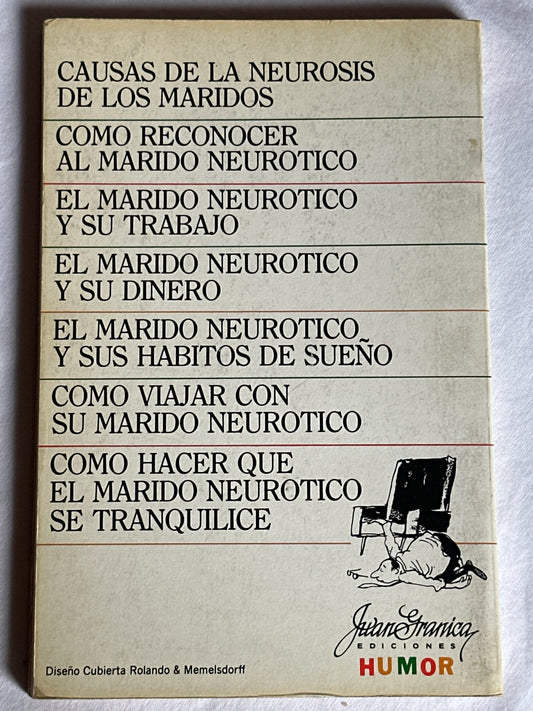 CAUSAS DE LA NEUROSIS
DE LOS MARIDOS
COMO RECONOCER
AL MARIDO NEUROTICO
EL MARIDO NEUROTICO
Y SU TRABAJO
EL MARIDO NEUROTICO
Y SU DINERO
EL MARIDO NEUROTICO
Y SUS HABITOS DE SUEÑO
COMO VIAJAR CON
SU MARIDO NEUROTICO
COMO HACER QUE
EL MARIDO NEUROTICO
SE TRANQUILICE
Juan Granica
EDICIONES
HUMOR
Diseño Cubierta Rolando & Memelsdorff